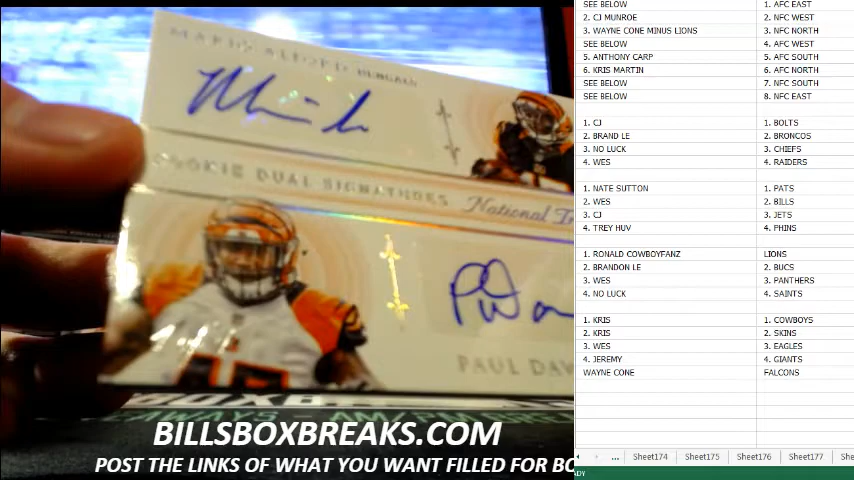 MARIO ALFORD BENGALS
ROOKIE DUAL SIGNATURES
National Tr
PAUL DAW
BILLSBOXBREAKS.COM
POST THE LINKS OF WHAT YOU WANT FILLED FOR BO
SEE BELOW 1. AFC EAST
2. CJ MUNROE 2. NFC WEST
3. WAYNE CONE MINUS LIONS 3. NFC NORTH
SEE BELOW 4. AFC WEST
5. ANTHONY CARP 5. AFC SOUTH
6. KRIS MARTIN 6. AFC NORTH
SEE BELOW 7. NFC SOUTH
SEE BELOW 8. NFC EAST
1. CJ 1. BOLTS
2. BRAND LE 2. BRONCOS
3. NO LUCK 3. CHIEFS
4. WES 4. RAIDERS
1. NATE SUTTON 1. PATS
2. WES 2. BILLS
3. CJ 3. JETS
4. TREY HUV 4. PHINS
1. RONALD COWBOYFANZ LIONS
2. BRANDON LE 2. BUCS
3. WES 3. PANTHERS
4. NO LUCK 4. SAINTS
1. KRIS 1. COWBOYS
2. KRIS 2. SKINS
3. WES 3. EAGLES
4. JEREMY 4. GIANTS
WAYNE CONE FALCONS
... Sheet174 Sheet175 Sheet176 Sheet177 She
ADY